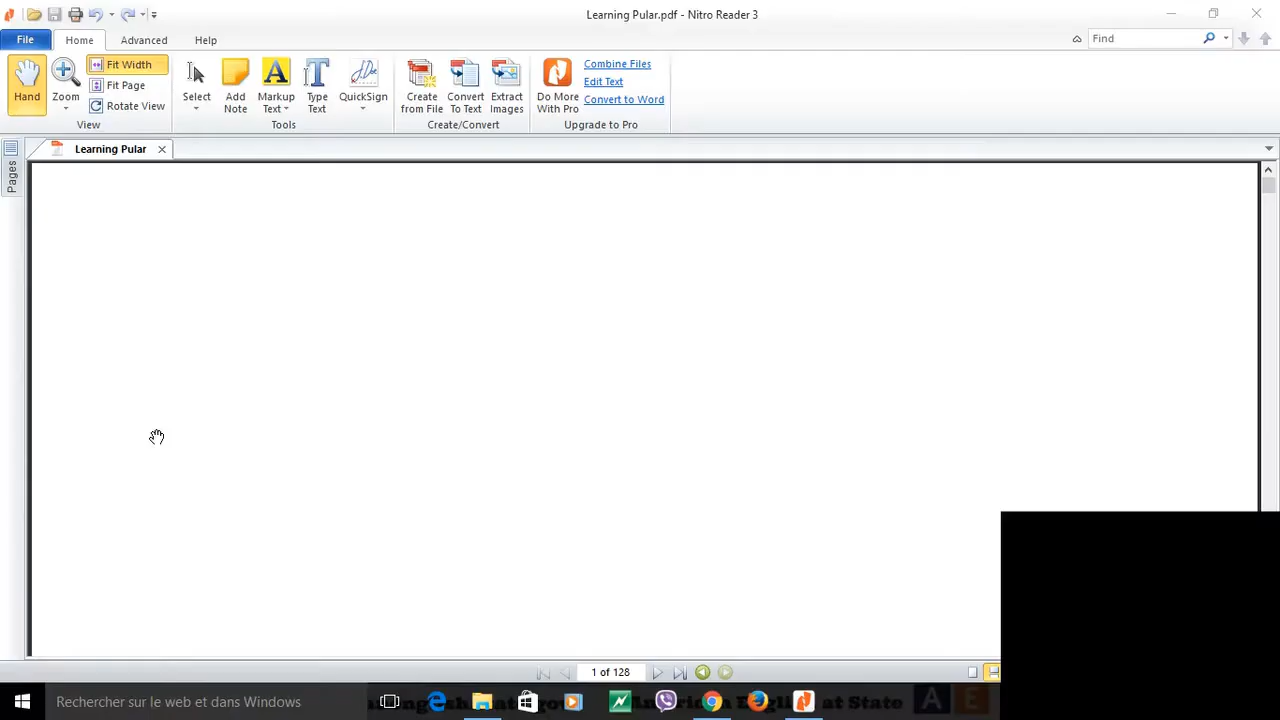 Learning Pular.pdf - Nitro Reader 3
File Home Advanced Help
Find
Hand
Zoom
Fit Width
Fit Page
Rotate View
View
Select
Add Note
Markup Text
Type Text
QuickSign
Tools
Create from File
Convert To Text
Extract Images
Create/Convert
Do More With Pro
Combine Files
Edit Text
Convert to Word
Upgrade to Pro
Learning Pular
Pages
1 of 128
Rechercher sur le web et dans Windows
at State
A E